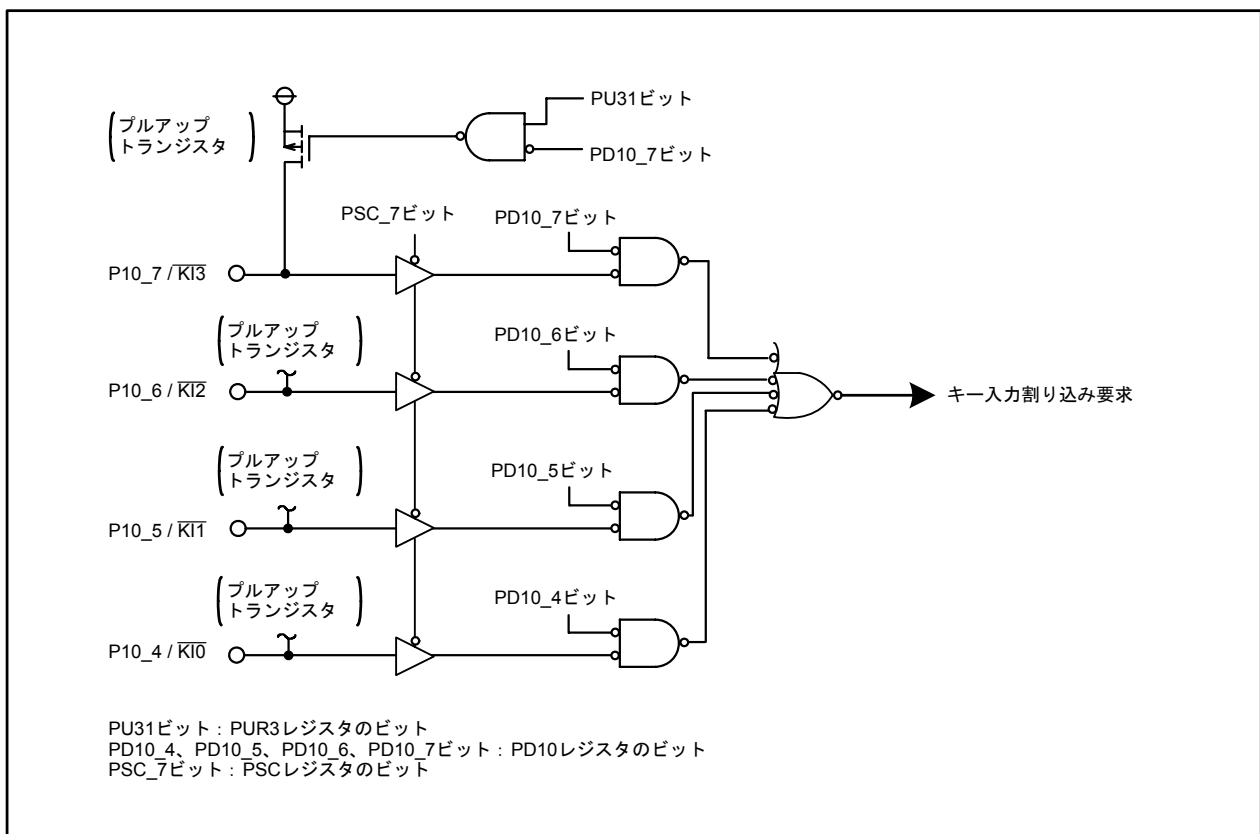 プルアップ
トランジスタ
PU31ビット
PD10_7ビット
PSC_7ビット
PD10_7ビット
P10_7 / K̅I̅3̅
プルアップ
トランジスタ
PD10_6ビット
P10_6 / K̅I̅2̅
キー入力割り込み要求
プルアップ
トランジスタ
PD10_5ビット
P10_5 / K̅I̅1̅
プルアップ
トランジスタ
PD10_4ビット
P10_4 / K̅I̅0̅
PU31ビット：PUR3レジスタのビット
PD10_4、PD10_5、PD10_6、PD10_7ビット：PD10レジスタのビット
PSC_7ビット：PSCレジスタのビット